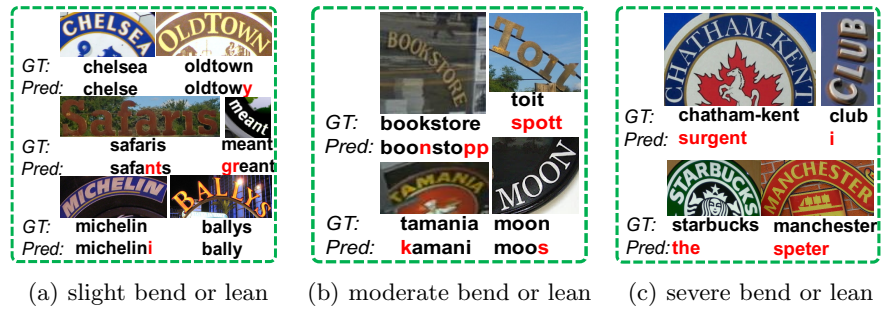 CHELSEA OLDTOWN
GT: chelsea oldtown
Pred: chelse oldtowy
Safaris meant
GT: safaris meant
Pred: safants greant
MICHELIN BALLYS
GT: michelin ballys
Pred: michelini bally
(a) slight bend or lean
BOOKSTORE Toit
GT: bookstore toit
Pred: boonstopp spott
TAMANIA MOON
GT: tamania moon
Pred: kamani moos
(b) moderate bend or lean
CHATHAM-KENT CLUB
GT: chatham-kent club
Pred: surgent i
STARBUCKS MANCHESTER
GT: starbucks manchester
Pred: the speter
(c) severe bend or lean